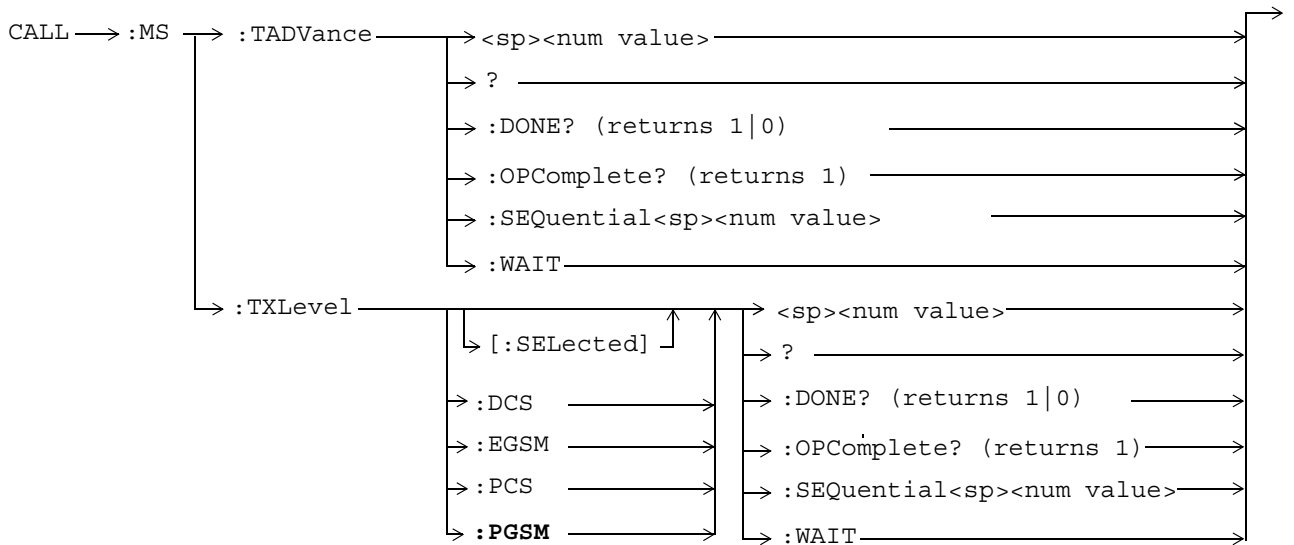 CALL :MS :TADVance <sp><num value>
?
:DONE? (returns 1|0)
:OPComplete? (returns 1)
:SEQuential<sp><num value>
:WAIT
:TXLevel <sp><num value>
[:SELected] ?
:DCS :DONE? (returns 1|0)
:EGSM :OPComplete? (returns 1)
:PCS :SEQuential<sp><num value>
:PGSM :WAIT